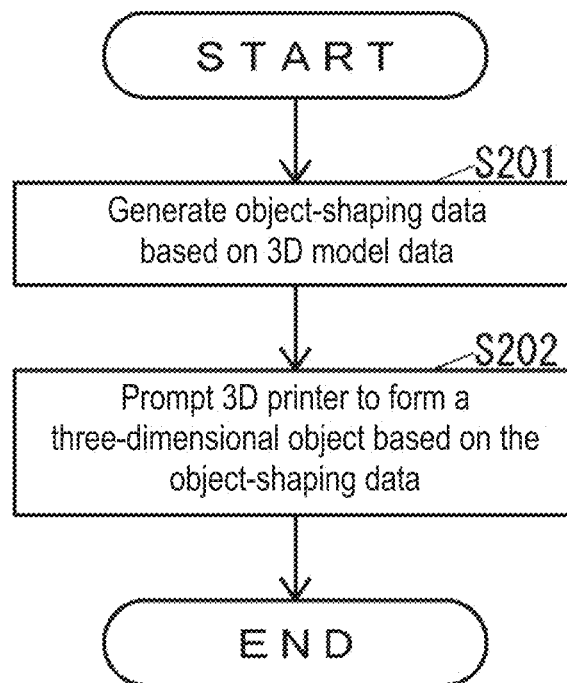 START
S201
Generate object-shaping data
based on 3D model data
S202
Prompt 3D printer to form a
three-dimensional object based on the
object-shaping data
END